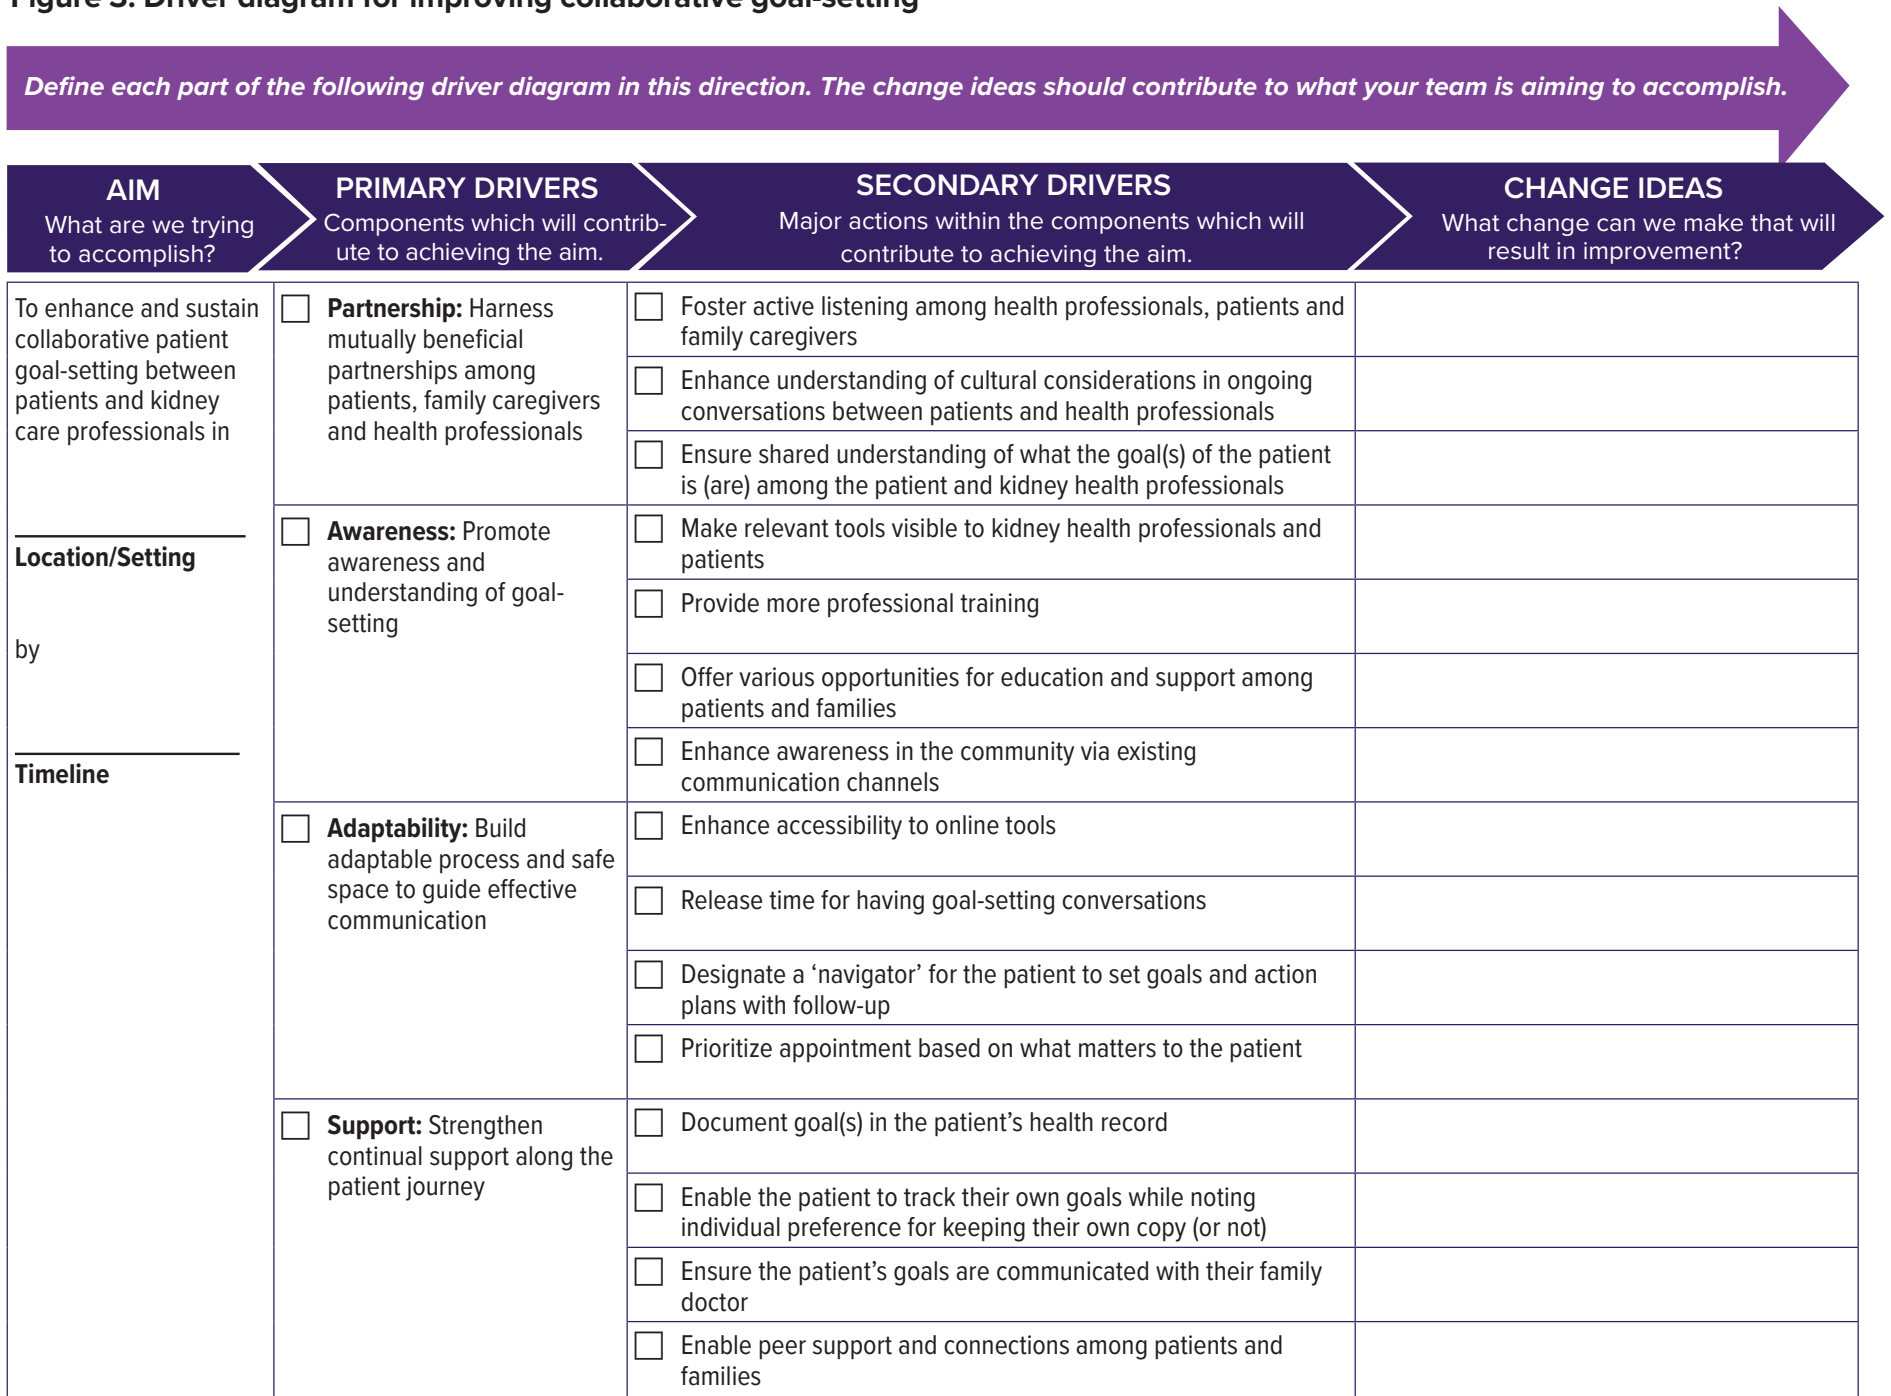 Figure 3. Driver diagram for improving collaborative goal-setting
Define each part of the following driver diagram in this direction. The change ideas should contribute to what your team is aiming to accomplish.
AIM
What are we trying
to accomplish?
PRIMARY DRIVERS
Components which will contrib-
ute to achieving the aim.
SECONDARY DRIVERS
Major actions within the components which will
contribute to achieving the aim.
CHANGE IDEAS
What change can we make that will
result in improvement?
To enhance and sustain
collaborative patient
goal-setting between
patients and kidney
care professionals in
Location/Setting
by
Timeline
Partnership: Harness
mutually beneficial
partnerships among
patients, family caregivers
and health professionals
Foster active listening among health professionals, patients and
family caregivers
Enhance understanding of cultural considerations in ongoing
conversations between patients and health professionals
Ensure shared understanding of what the goal(s) of the patient
is (are) among the patient and kidney health professionals
Awareness: Promote
awareness and
understanding of goal-
setting
Make relevant tools visible to kidney health professionals and
patients
Provide more professional training
Offer various opportunities for education and support among
patients and families
Enhance awareness in the community via existing
communication channels
Adaptability: Build
adaptable process and safe
space to guide effective
communication
Enhance accessibility to online tools
Release time for having goal-setting conversations
Designate a ‘navigator’ for the patient to set goals and action
plans with follow-up
Prioritize appointment based on what matters to the patient
Support: Strengthen
continual support along the
patient journey
Document goal(s) in the patient’s health record
Enable the patient to track their own goals while noting
individual preference for keeping their own copy (or not)
Ensure the patient’s goals are communicated with their family
doctor
Enable peer support and connections among patients and
families